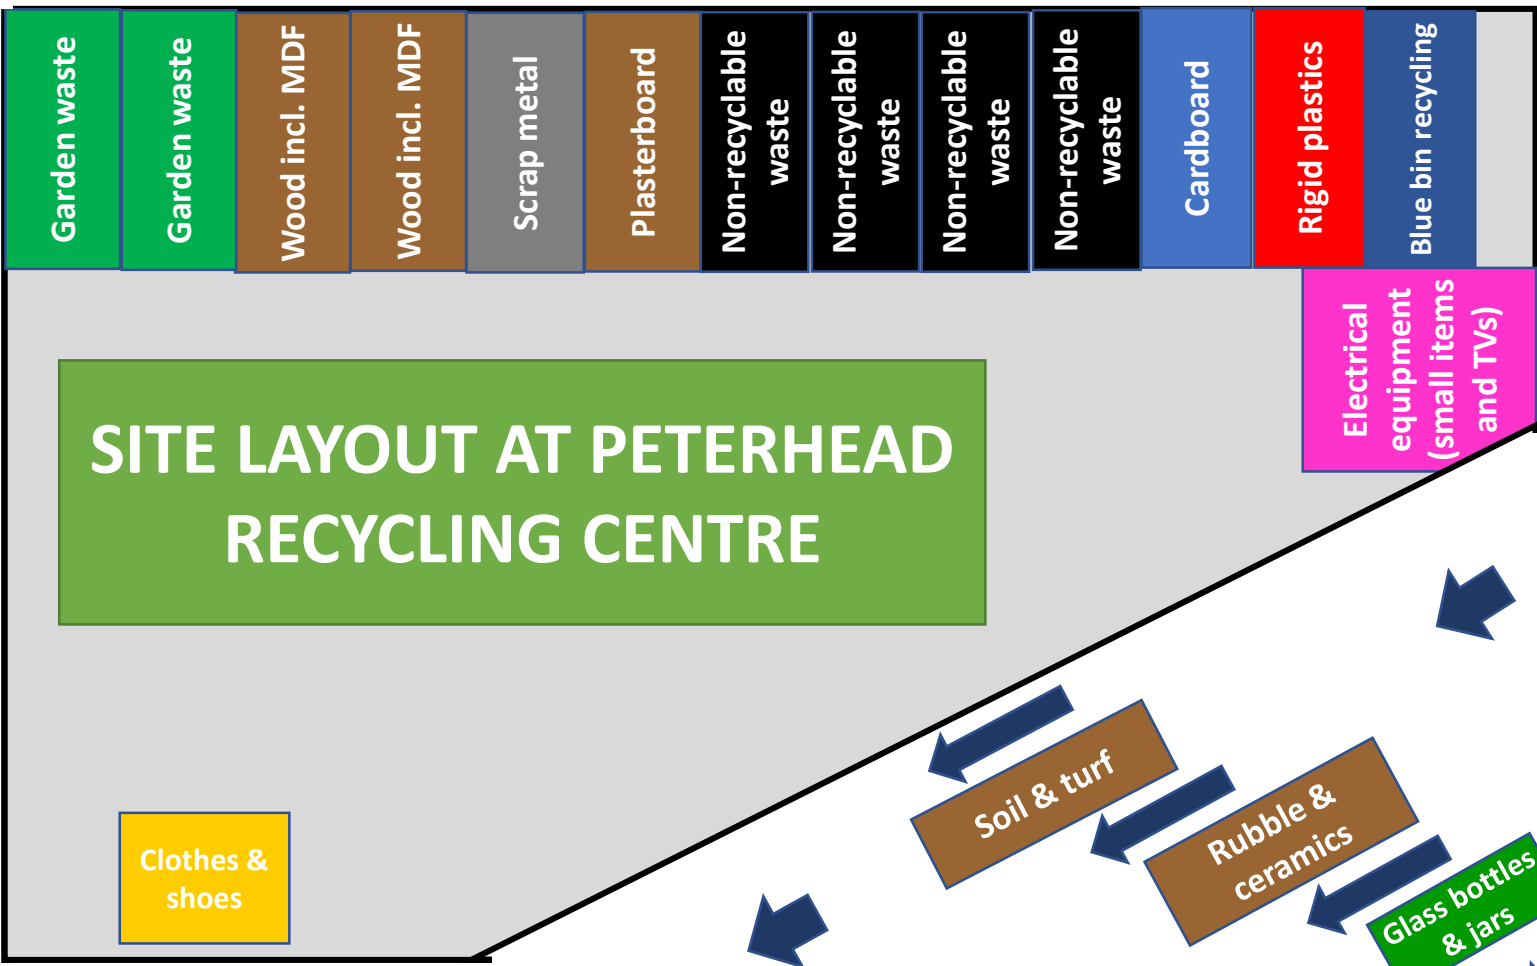 Garden waste
Garden waste
Wood incl. MDF
Wood incl. MDF
Scrap metal
Plasterboard
Non-recyclable
waste
Non-recyclable
waste
Non-recyclable
waste
Non-recyclable
waste
Cardboard
Rigid plastics
Blue bin recycling
Electrical
equipment
(small items
and TVs)
SITE LAYOUT AT PETERHEAD
RECYCLING CENTRE
Soil & turf
Rubble &
ceramics
Glass bottles
& jars
Clothes &
shoes